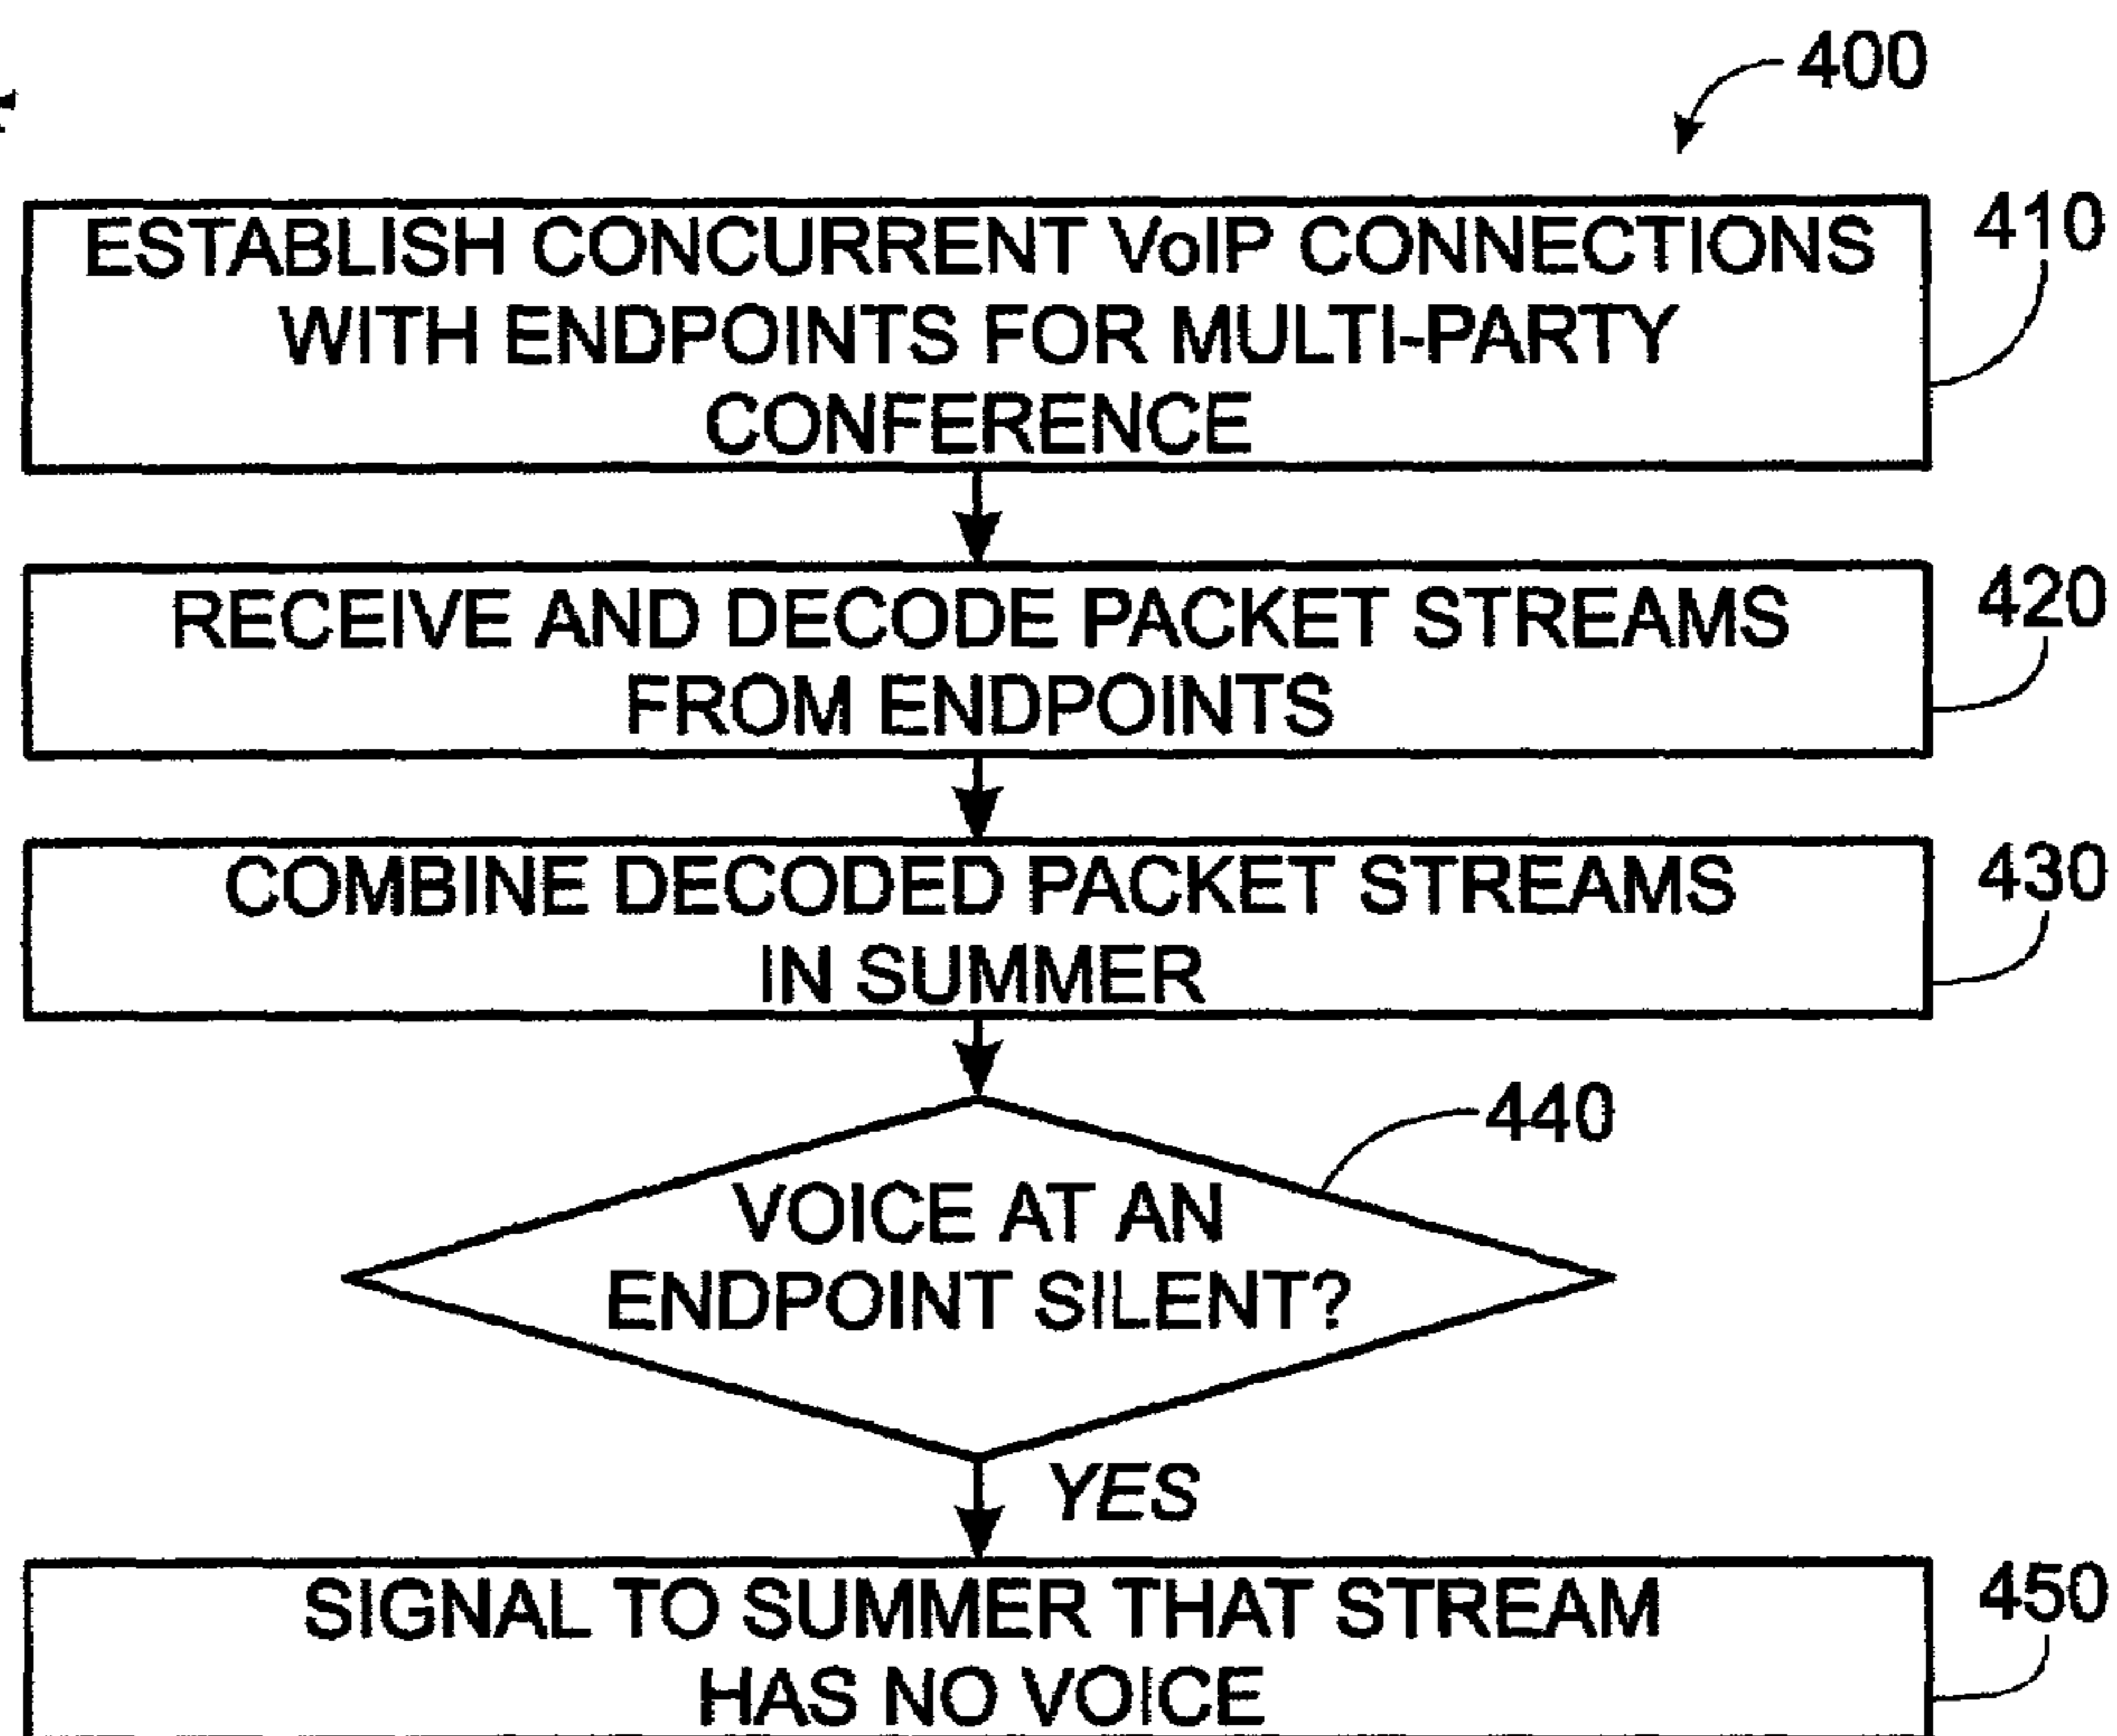 400
ESTABLISH CONCURRENT VoIP CONNECTIONS
WITH ENDPOINTS FOR MULTI-PARTY
CONFERENCE
410
RECEIVE AND DECODE PACKET STREAMS
FROM ENDPOINTS
420
COMBINE DECODED PACKET STREAMS
IN SUMMER
430
440
VOICE AT AN
ENDPOINT SILENT?
YES
SIGNAL TO SUMMER THAT STREAM
HAS NO VOICE
450